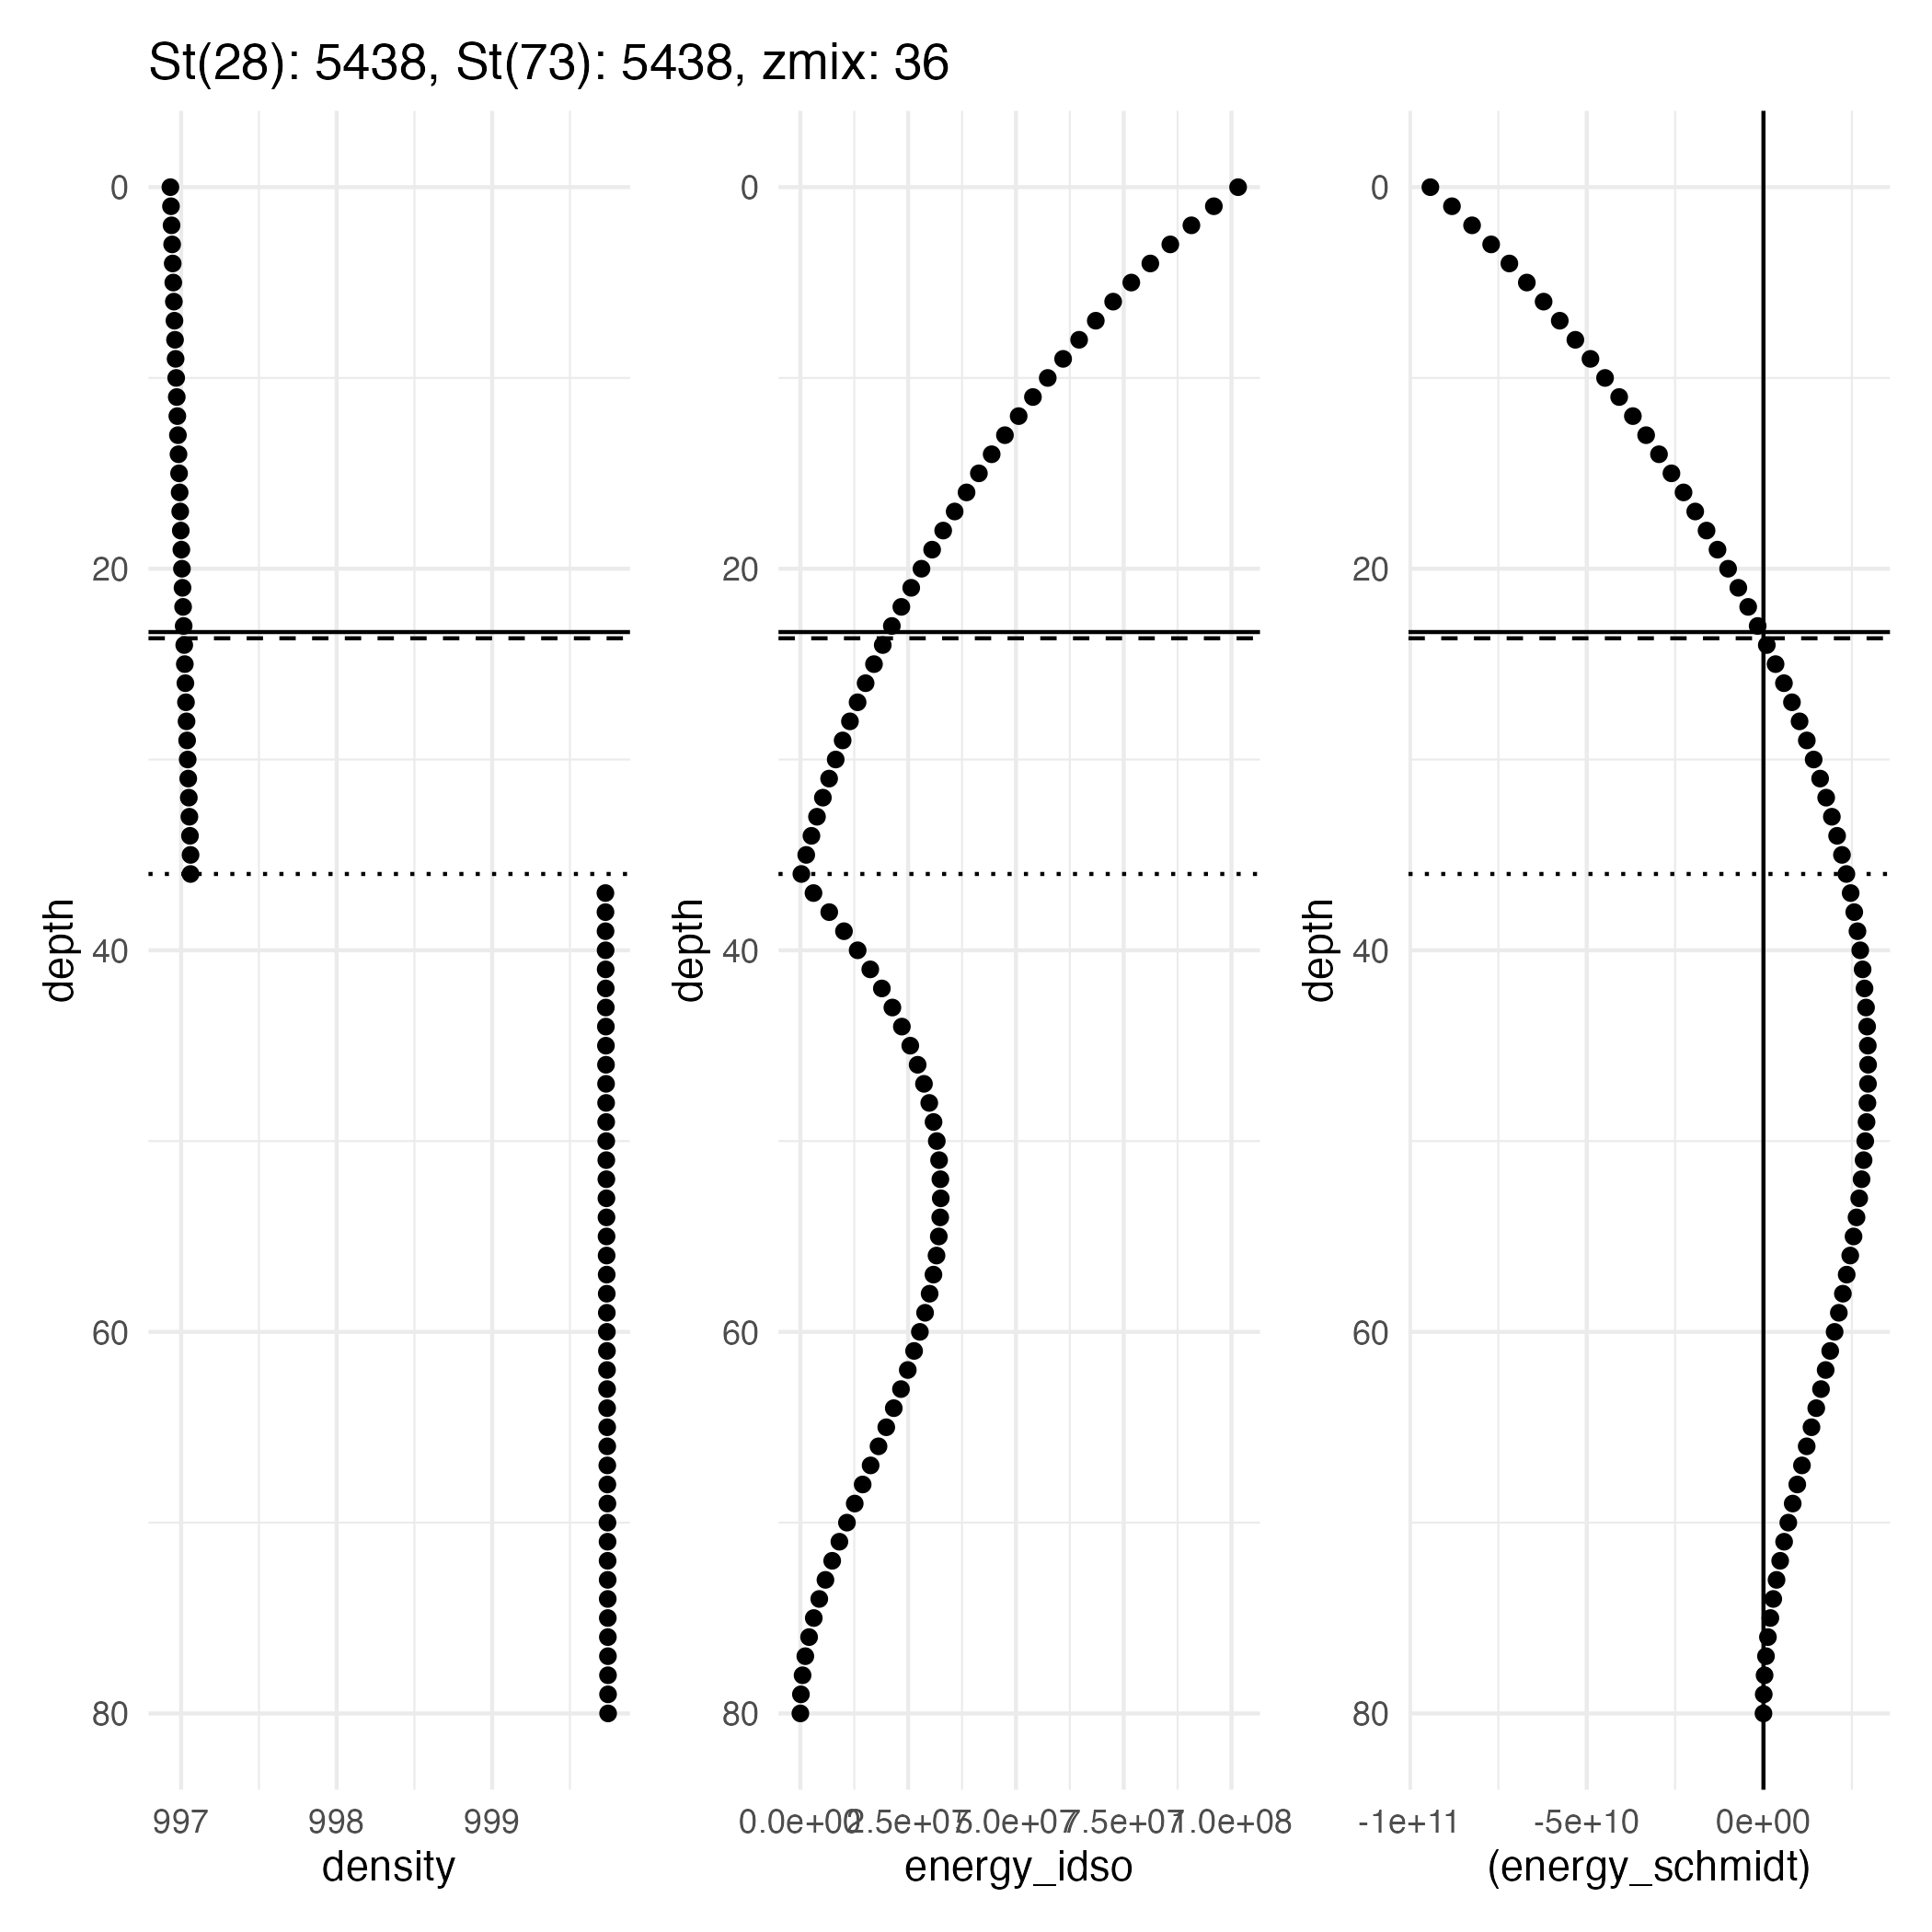 St(28): 5438, St(73): 5438, zmix: 36
depth
0
20
40
60
80
997
998
999
density
depth
0
20
40
60
80
0.0e+00
2.5e+07
5.0e+07
7.5e+07
1.0e+08
energy_idso
depth
0
20
40
60
80
-1e+11
-5e+10
0e+00
(energy_schmidt)